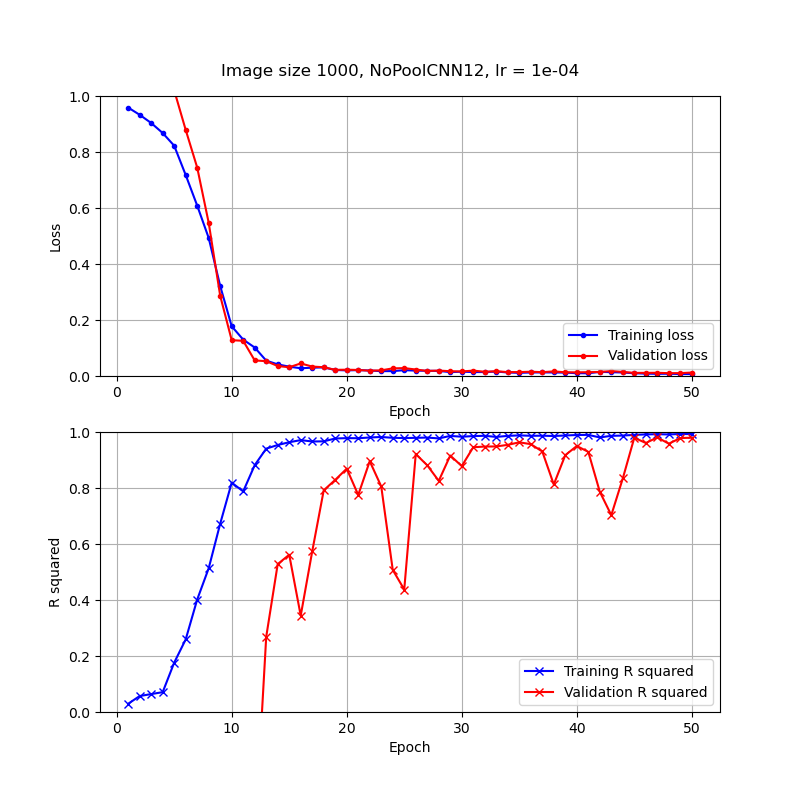 Image size 1000, NoPoolCNN12, lr = 1e-04
1.0
0.8
0.6
0.4
0.2
0.0
Loss
Training loss
Validation loss
0 10 20 30 40 50
Epoch
1.0
0.8
0.6
0.4
0.2
0.0
R squared
Training R squared
Validation R squared
0 10 20 30 40 50
Epoch